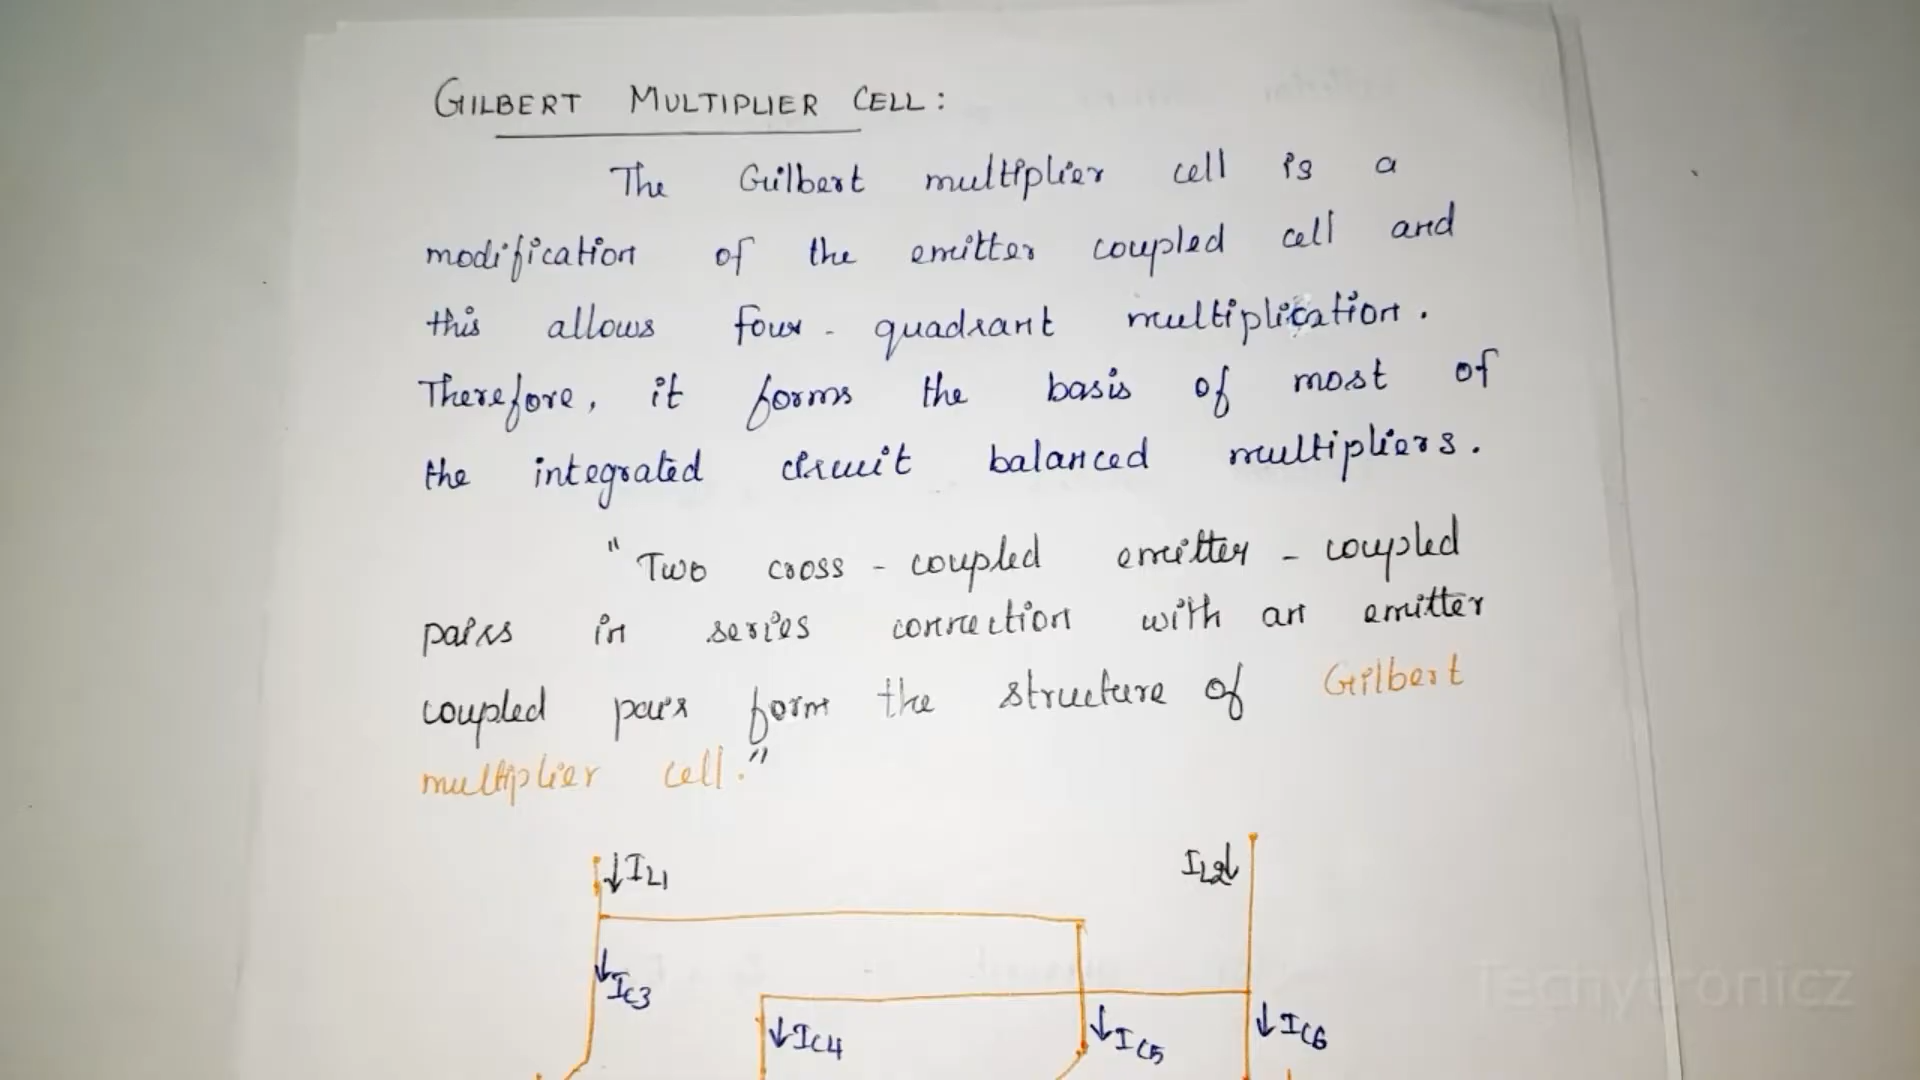 GILBERT MULTIPLIER CELL:
The Gilbert multiplier cell is a
modification of the emitter coupled cell and
this allows four - quadrant multiplication.
Therefore, it forms the basis of most of
the integrated circuit balanced multipliers.
" Two cross - coupled emitter - coupled
pairs in series connection with an emitter
coupled pair form the structure of Gilbert
multiplier cell."
↓IL1 IL2↓
↓IC3
↓IC4 ↓IC5 ↓IC6
Techytronicz